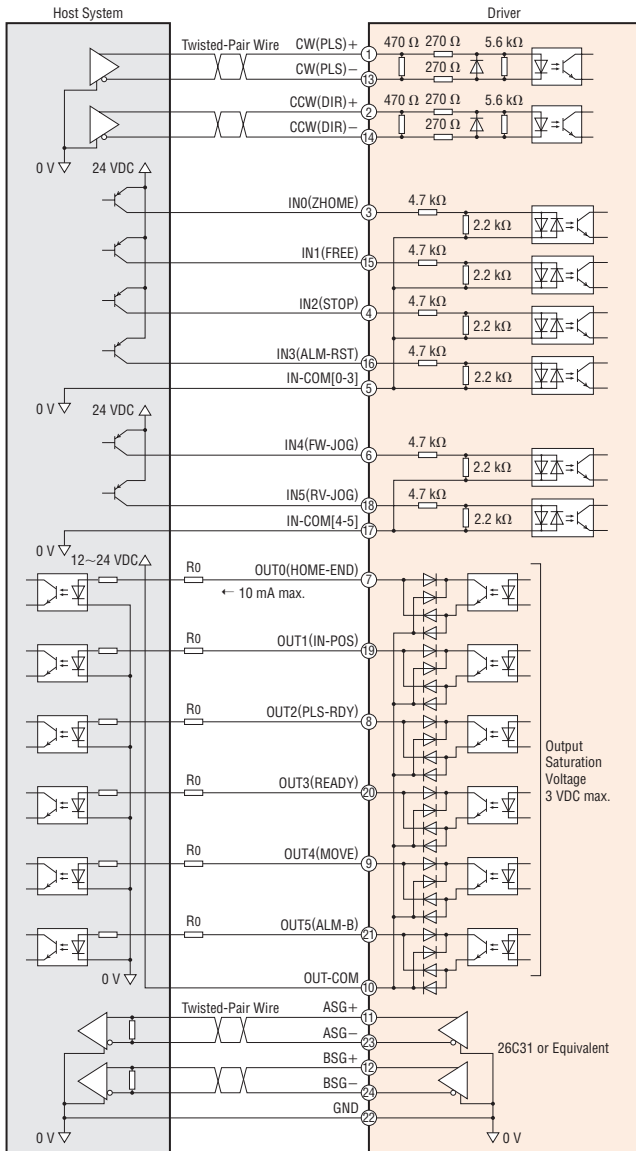 Host System
Driver
Twisted-Pair Wire
CW(PLS)+
1
470 Ω
270 Ω
5.6 kΩ
CW(PLS)−
13
270 Ω
CCW(DIR)+
2
470 Ω
270 Ω
5.6 kΩ
CCW(DIR)−
14
270 Ω
0 V
24 VDC
IN0(ZHOME)
3
4.7 kΩ
2.2 kΩ
IN1(FREE)
15
4.7 kΩ
2.2 kΩ
IN2(STOP)
4
4.7 kΩ
2.2 kΩ
IN3(ALM-RST)
16
4.7 kΩ
2.2 kΩ
IN-COM[0-3]
5
0 V
24 VDC
IN4(FW-JOG)
6
4.7 kΩ
2.2 kΩ
IN5(RV-JOG)
18
4.7 kΩ
2.2 kΩ
IN-COM[4-5]
17
0 V
12~24 VDC
R0
OUT0(HOME-END)
7
← 10 mA max.
R0
OUT1(IN-POS)
19
R0
OUT2(PLS-RDY)
8
Output
Saturation
Voltage
3 VDC max.
R0
OUT3(READY)
20
R0
OUT4(MOVE)
9
R0
OUT5(ALM-B)
21
0 V
OUT-COM
10
Twisted-Pair Wire
ASG+
11
ASG−
23
26C31 or Equivalent
BSG+
12
BSG−
24
GND
22
0 V
0 V